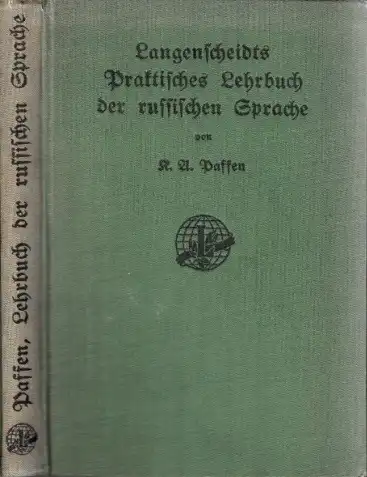 Langenscheidts
Praktisches Lehrbuch
der russischen Sprache
von
K. A. Paffen
Paffen, Lehrbuch der russischen Sprache